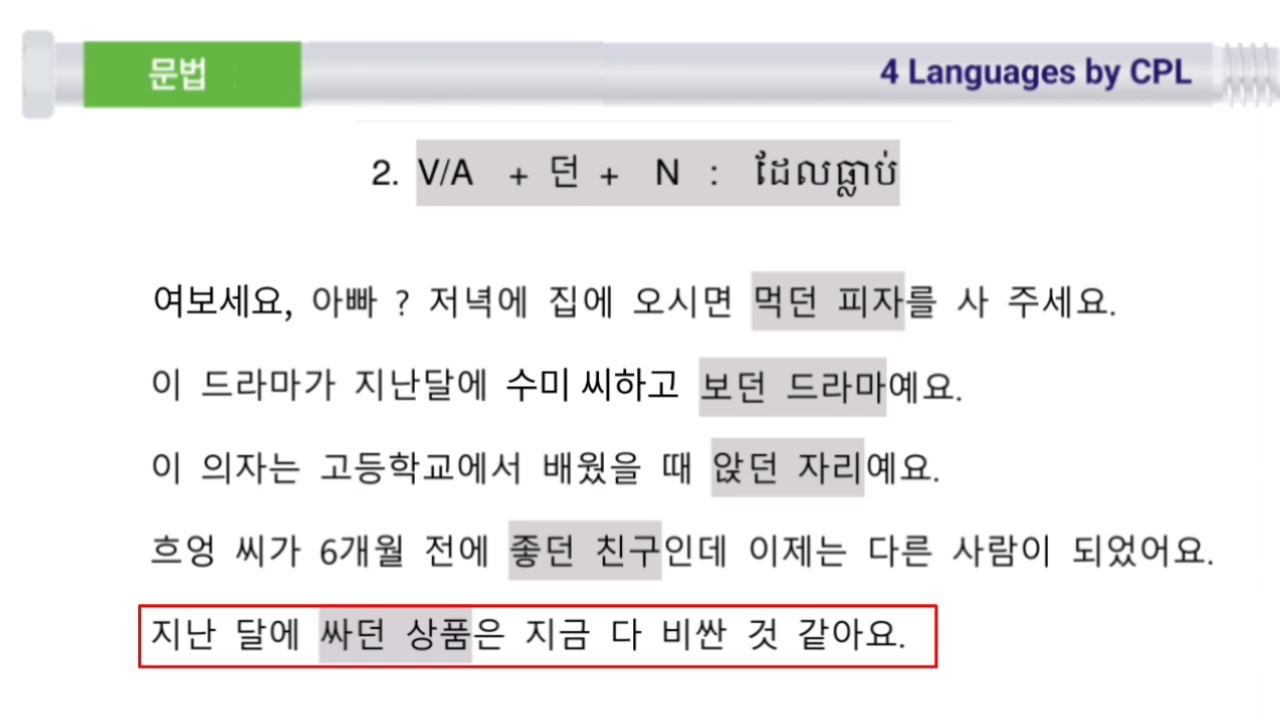 문법
4 Languages by CPL
2. V/A + 던 + N : ដែលធ្លាប់
여보세요, 아빠 ? 저녁에 집에 오시면 먹던 피자를 사 주세요.
이 드라마가 지난달에 수미 씨하고 보던 드라마예요.
이 의자는 고등학교에서 배웠을 때 앉던 자리예요.
흐엉 씨가 6개월 전에 좋던 친구인데 이제는 다른 사람이 되었어요.
지난 달에 싸던 상품은 지금 다 비싼 것 같아요.